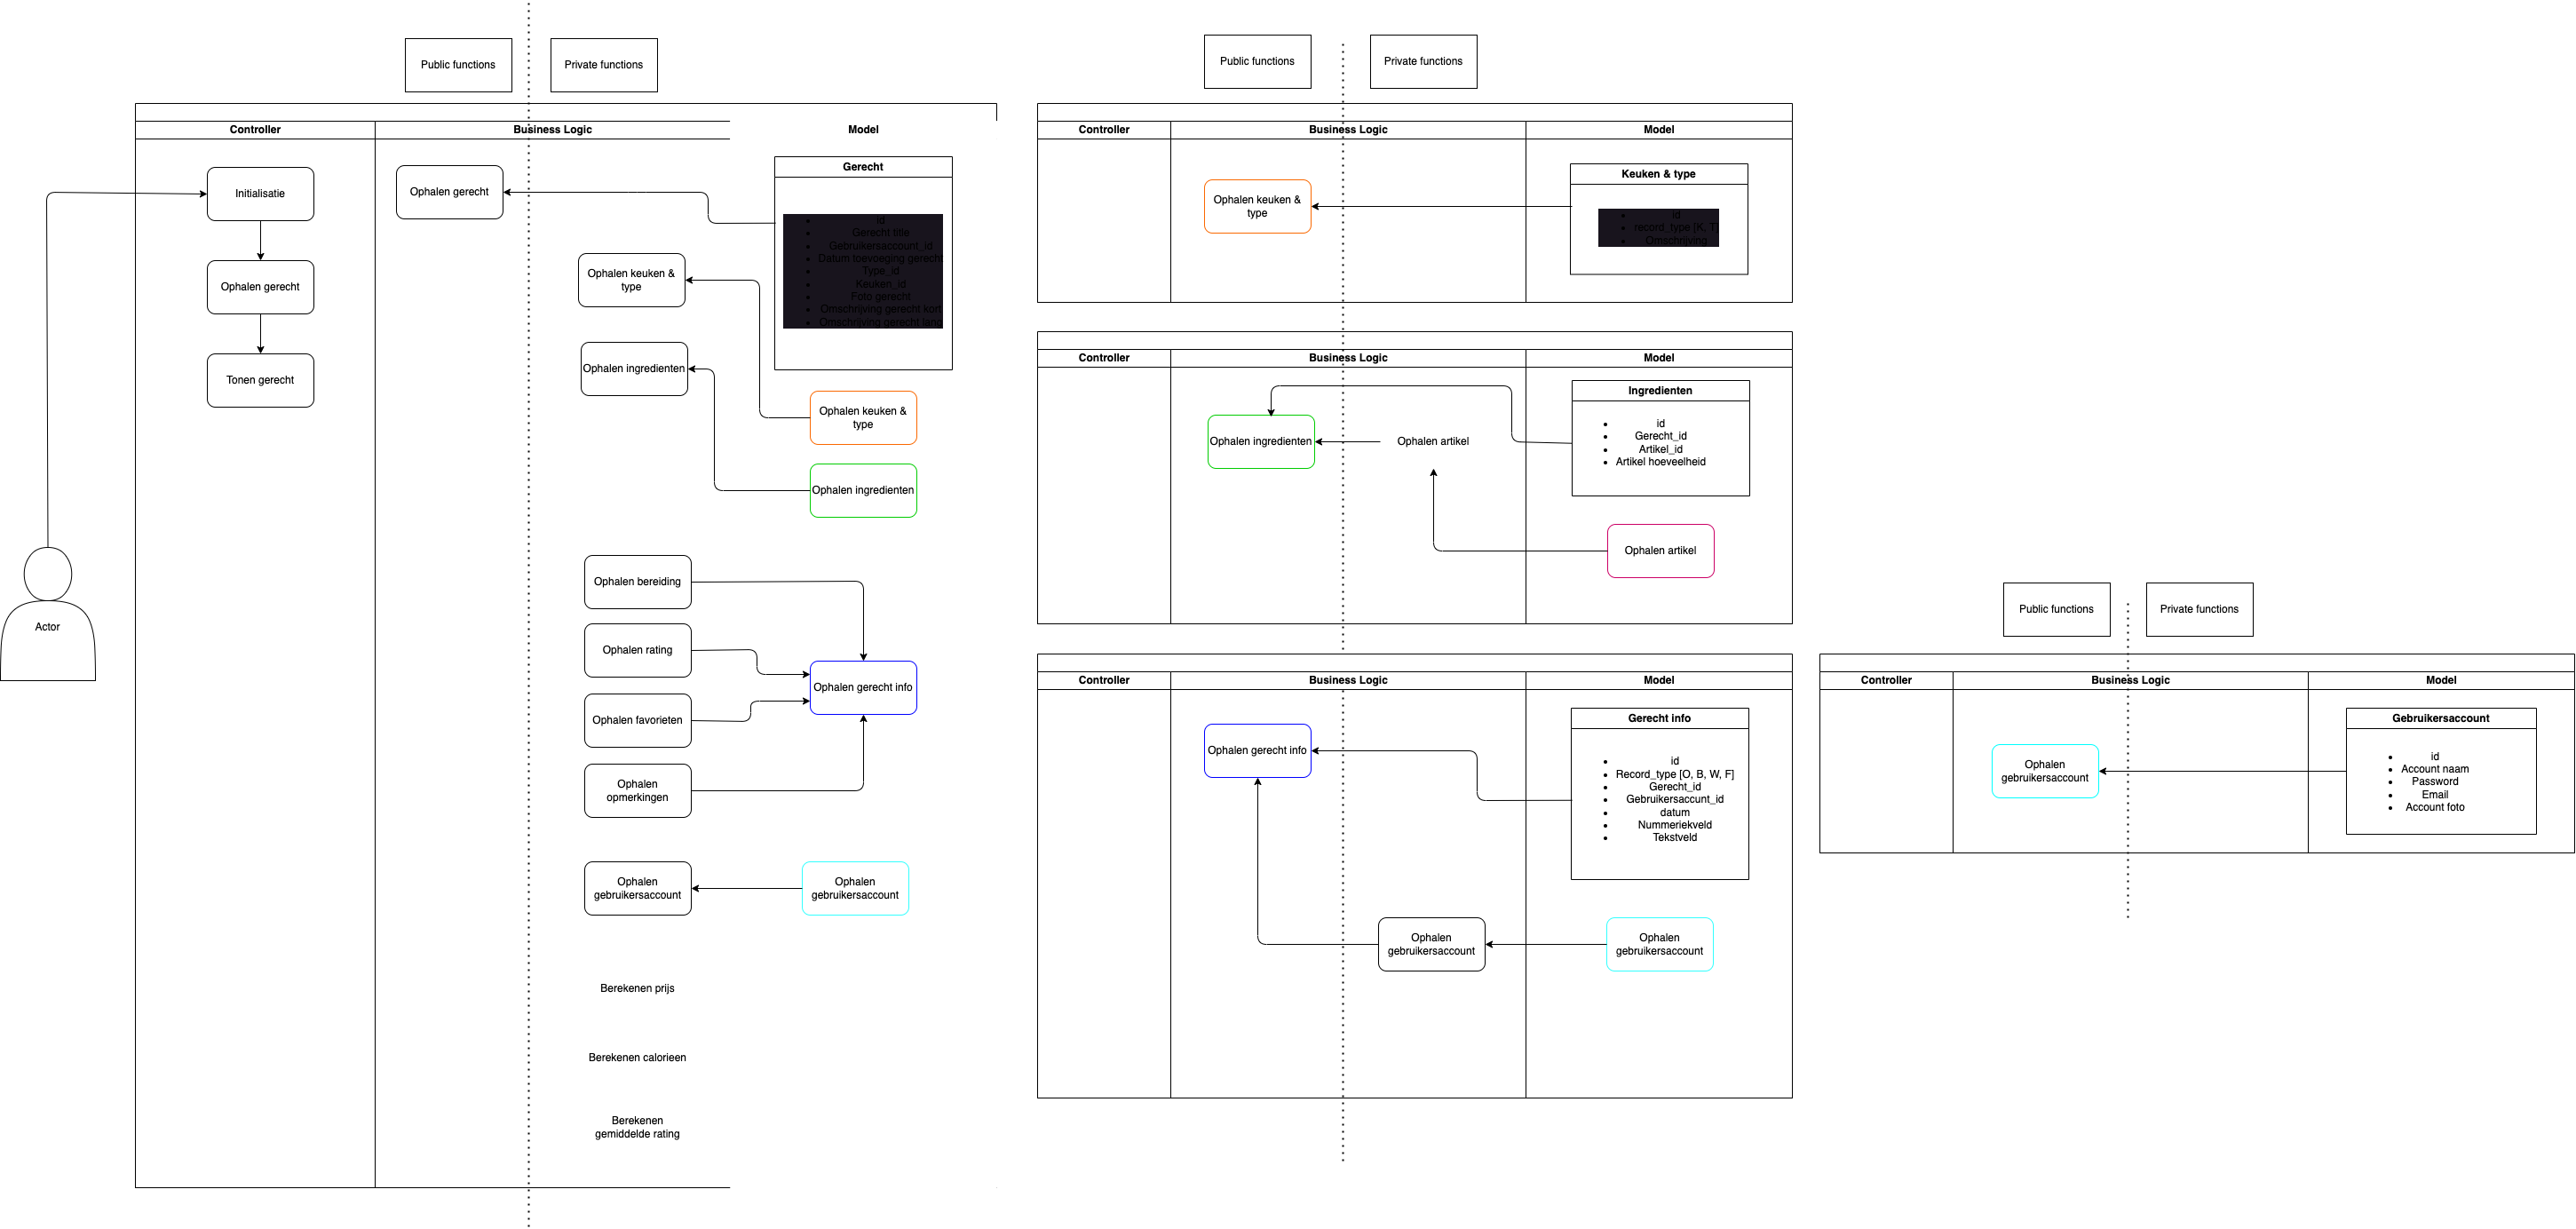 Public functions
Private functions
Controller
Business Logic
Model
Initialisatie
Ophalen gerecht
Tonen gerecht
Actor
Ophalen gerecht
Ophalen keuken &
type
Ophalen ingredienten
Gerecht
id
Gerecht title
Gebruikersaccount_id
Datum toevoeging gerecht
Type_id
Keuken_id
Foto gerecht
Omschrijving gerecht kort
Omschrijving gerecht lang
Ophalen keuken &
type
Ophalen ingredienten
Ophalen bereiding
Ophalen rating
Ophalen favorieten
Ophalen
opmerkingen
Ophalen gerecht info
Ophalen
gebruikersaccount
Ophalen
gebruikersaccount
Berekenen prijs
Berekenen calorieen
Berekenen
gemiddelde rating
Public functions
Private functions
Controller
Business Logic
Model
Ophalen keuken &
type
Keuken & type
id
record_type [K, T]
Omschrijving
Controller
Business Logic
Model
Ophalen ingredienten
Ophalen artikel
Ingredienten
id
Gerecht_id
Artikel_id
Artikel hoeveelheid
Ophalen artikel
Controller
Business Logic
Model
Ophalen gerecht info
Gerecht info
id
Record_type [O, B, W, F]
Gerecht_id
Gebruikersaccunt_id
datum
Nummeriekveld
Tekstveld
Ophalen
gebruikersaccount
Ophalen
gebruikersaccount
Public functions
Private functions
Controller
Business Logic
Model
Ophalen
gebruikersaccount
Gebruikersaccount
id
Account naam
Password
Email
Account foto